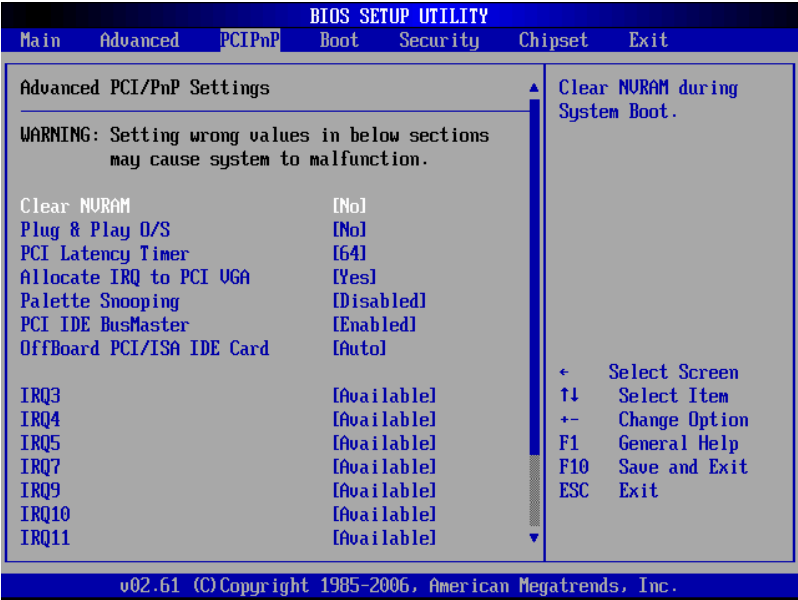 BIOS SETUP UTILITY
Main Advanced PCIPnP Boot Security Chipset Exit
Advanced PCI/PnP Settings
WARNING: Setting wrong values in below sections
may cause system to malfunction.
Clear NVRAM [No]
Plug & Play O/S [No]
PCI Latency Timer [64]
Allocate IRQ to PCI VGA [Yes]
Palette Snooping [Disabled]
PCI IDE BusMaster [Enabled]
OffBoard PCI/ISA IDE Card [Auto]
IRQ3 [Available]
IRQ4 [Available]
IRQ5 [Available]
IRQ7 [Available]
IRQ9 [Available]
IRQ10 [Available]
IRQ11 [Available]
Clear NVRAM during
System Boot.
← Select Screen
↑↓ Select Item
+- Change Option
F1 General Help
F10 Save and Exit
ESC Exit
v02.61 (C)Copyright 1985-2006, American Megatrends, Inc.